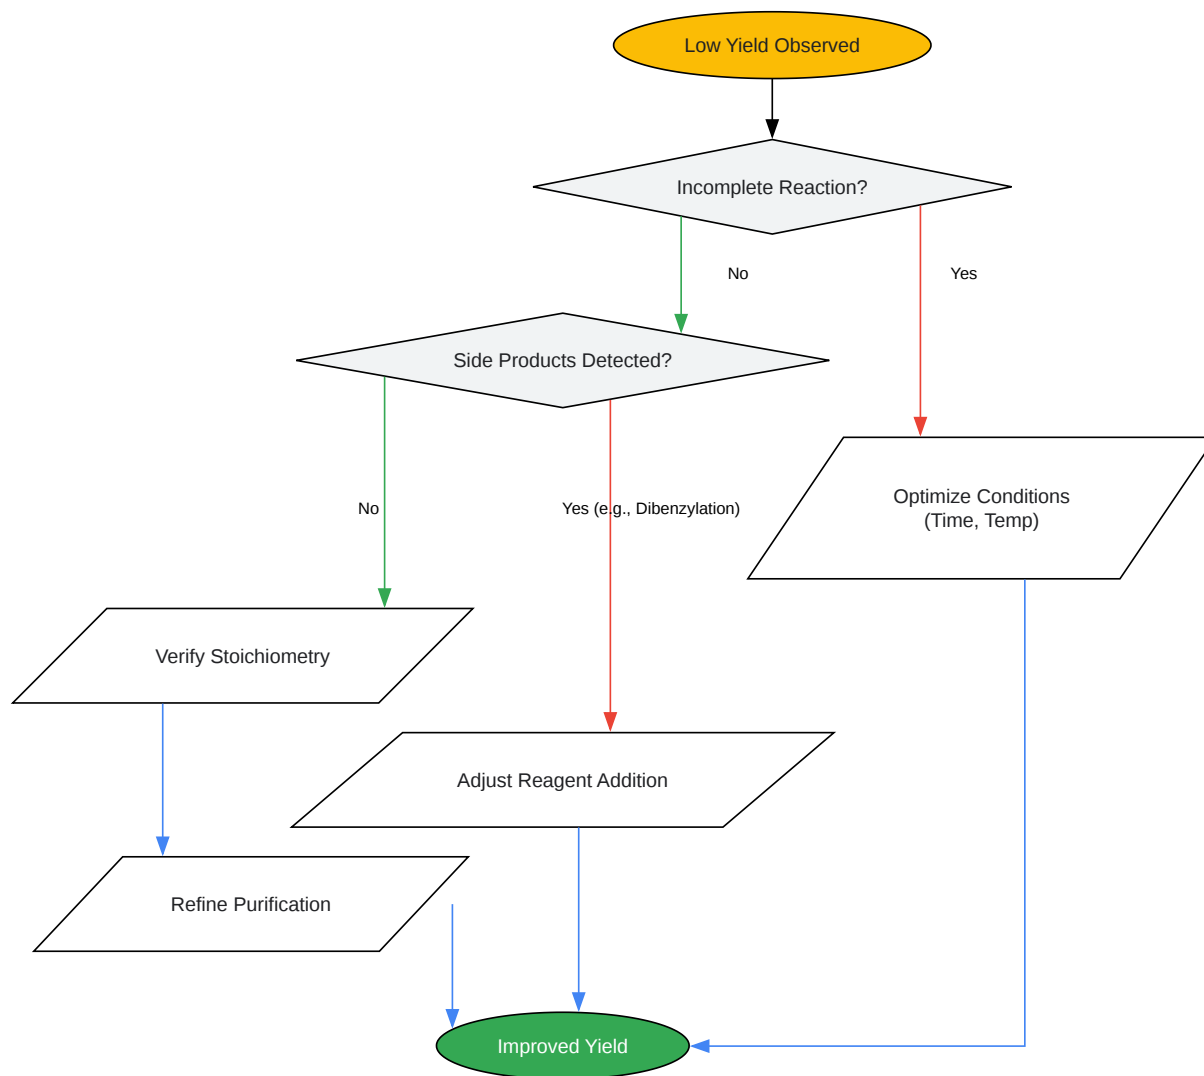 Low Yield Observed
Incomplete Reaction?
No
Yes
Side Products Detected?
Optimize Conditions
(Time, Temp)
No
Yes (e.g., Dibenzylation)
Verify Stoichiometry
Adjust Reagent Addition
Refine Purification
Improved Yield